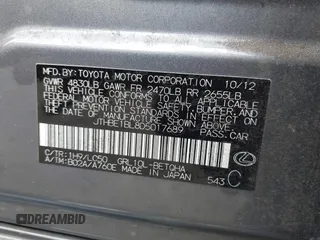 MFD. BY: TOYOTA MOTOR CORPORATION 10/12
GVWR 4830LB GAWR FR 2470LB RR 2655LB
THIS VEHICLE CONFORMS TO ALL APPLICABLE
FEDERAL MOTOR VEHICLE SAFETY, BUMPER, AND
THEFT PREVENTION STANDARDS IN EFFECT ON
THE DATE OF MANUFACTURE SHOWN ABOVE.
JTHBE1BL8D5017689 PASS.CAR
C/TR: 1H9/LC50 GRL10L-BETQHA
A/TM: B02A/A760E MADE IN JAPAN 543 C
DREAMBID